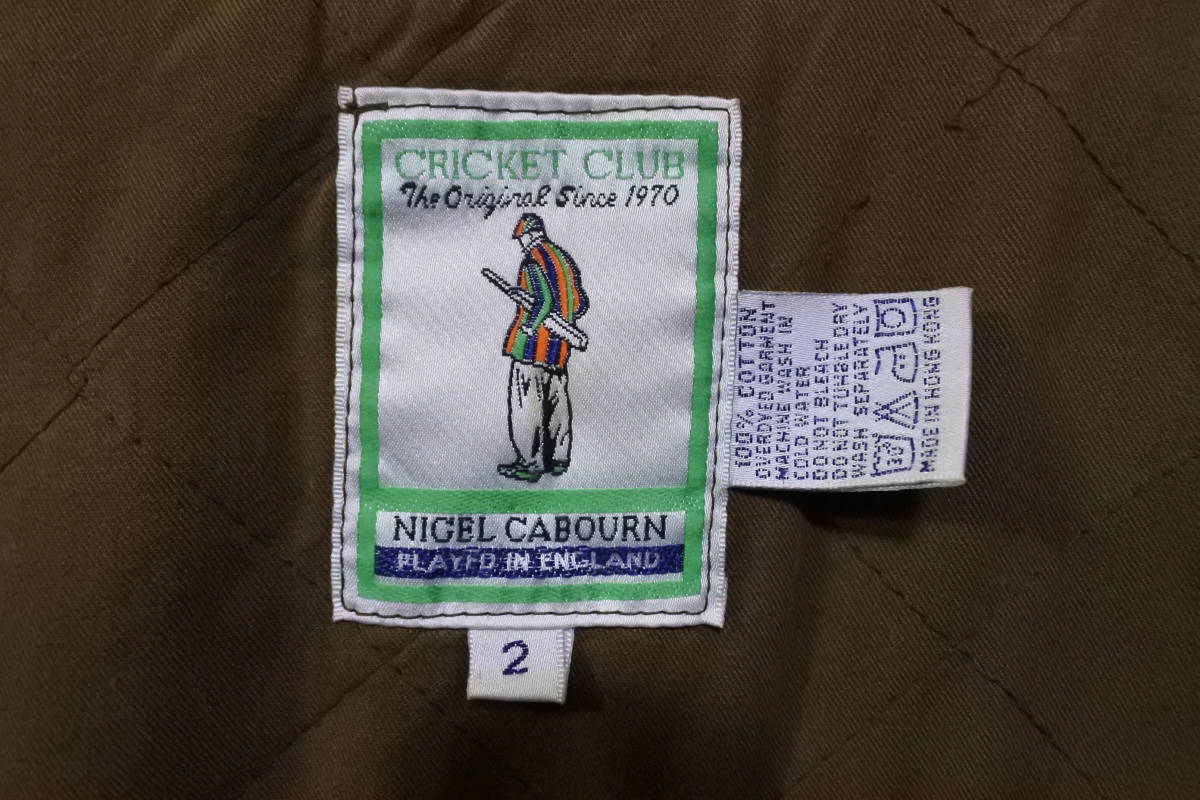 CRICKET CLUB
The Original Since 1970
NIGEL CABOURN
PLAYED IN ENGLAND
2
100% COTTON
OVERDYED GARMENT
MACHINE WASH IN
COLD WATER
DO NOT BLEACH
DO NOT TUMBLE DRY
WASH SEPARATELY
30
MADE IN HONG KONG